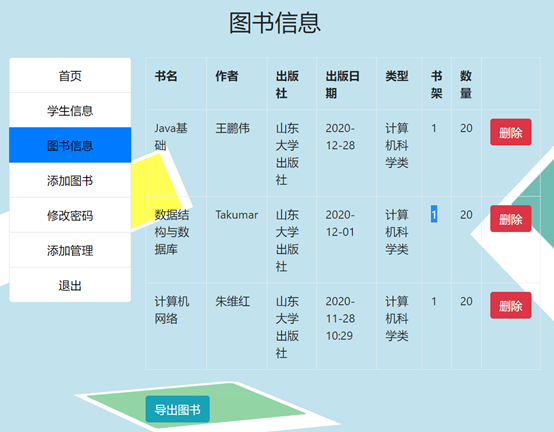 图书信息
首页
学生信息
图书信息
添加图书
修改密码
添加管理
退出
书名 作者 出版社 出版日期 类型 书架 数量
Java基础 王鹏伟 山东大学出版社 2020-12-28 计算机科学类 1 20 删除
数据结构与数据库 Takumar 山东大学出版社 2020-12-01 计算机科学类 1 20 删除
计算机网络 朱维红 山东大学出版社 2020-11-28 10:29 计算机科学类 1 20 删除
导出图书